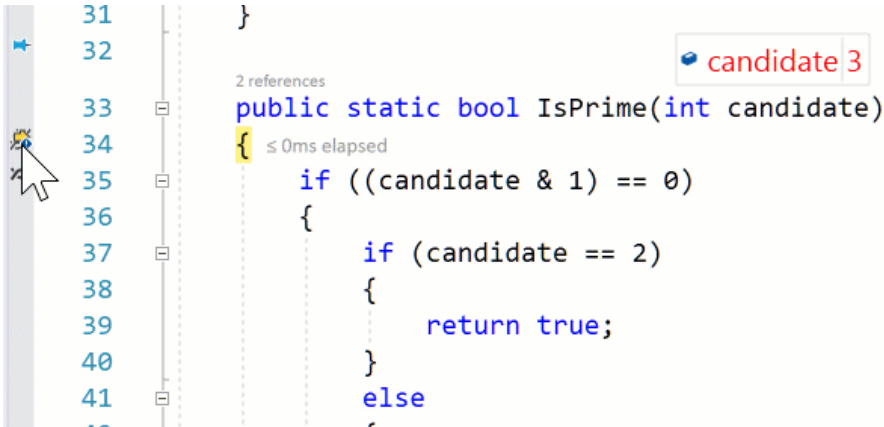 31 }
32
candidate 3
2 references
33 public static bool IsPrime(int candidate)
34 { ≤ 0ms elapsed
35 if ((candidate & 1) == 0)
36 {
37 if (candidate == 2)
38 {
39 return true;
40 }
41 else